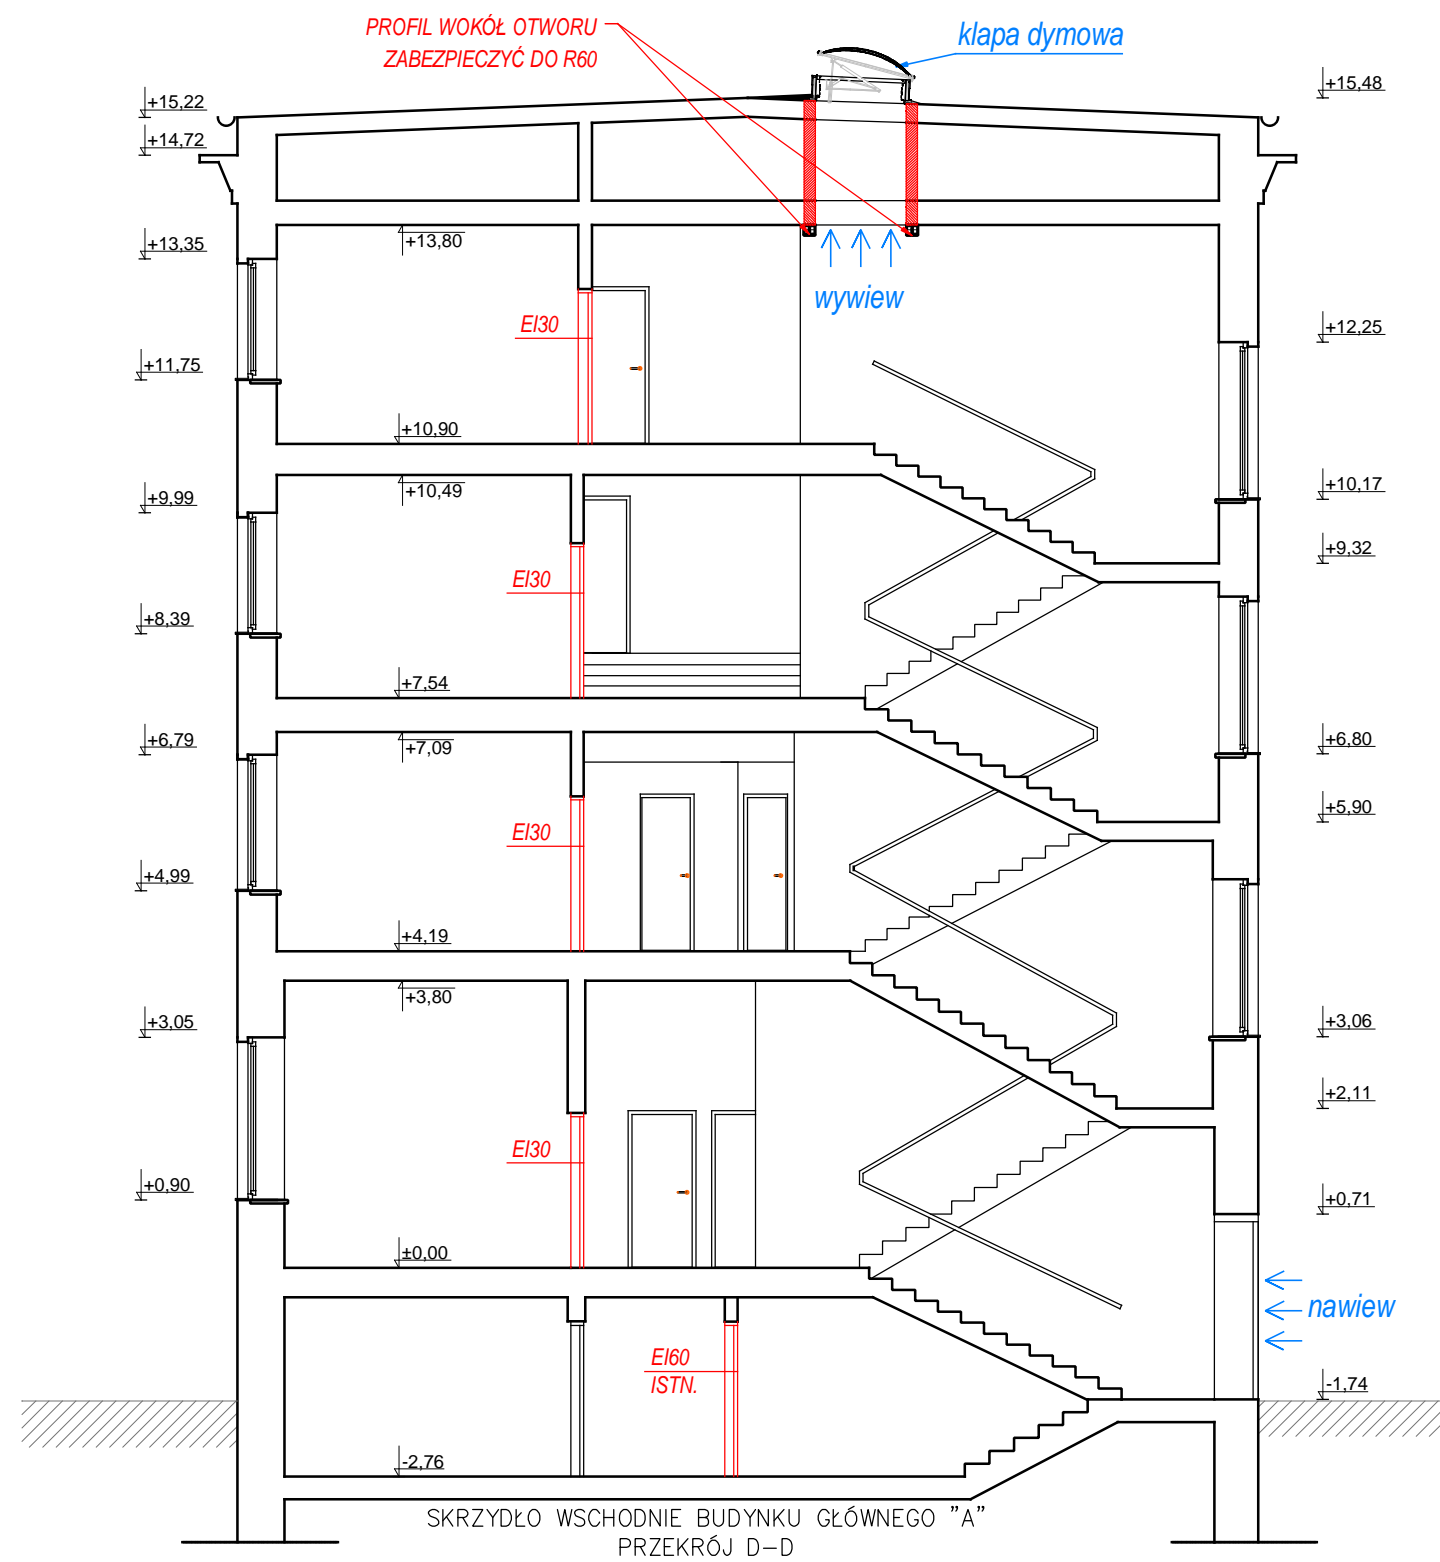 PROFIL WOKÓŁ OTWORU
ZABEZPIECZYĆ DO R60
klapa dymowa
+15,22
+15,48
+14,72
+13,35
+13,80
wywiew
EI30
+12,25
+11,75
+10,90
+10,49
+9,99
+10,17
+9,32
EI30
+8,39
+7,54
+7,09
+6,79
+6,80
+5,90
EI30
+4,99
+4,19
+3,80
+3,05
+3,06
+2,11
EI30
+0,90
+0,71
±0,00
nawiew
EI60
ISTN.
-1,74
-2,76
SKRZYDŁO WSCHODNIE BUDYNKU GŁÓWNEGO "A"
PRZEKRÓJ D-D